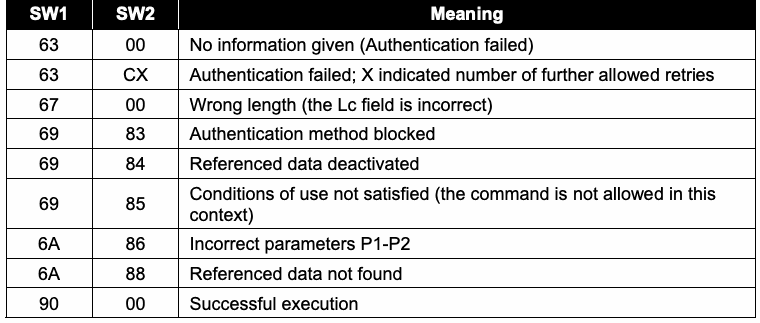 SW1 SW2 Meaning
63 00 No information given (Authentication failed)
63 CX Authentication failed; X indicated number of further allowed retries
67 00 Wrong length (the Lc field is incorrect)
69 83 Authentication method blocked
69 84 Referenced data deactivated
69 85 Conditions of use not satisfied (the command is not allowed in this
context)
6A 86 Incorrect parameters P1-P2
6A 88 Referenced data not found
90 00 Successful execution